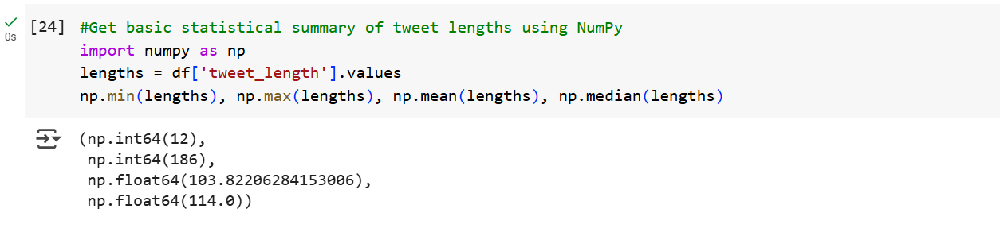 [24] #Get basic statistical summary of tweet lengths using NumPy
import numpy as np
lengths = df['tweet_length'].values
np.min(lengths), np.max(lengths), np.mean(lengths), np.median(lengths)
0s
(np.int64(12),
np.int64(186),
np.float64(103.82206284153006),
np.float64(114.0))